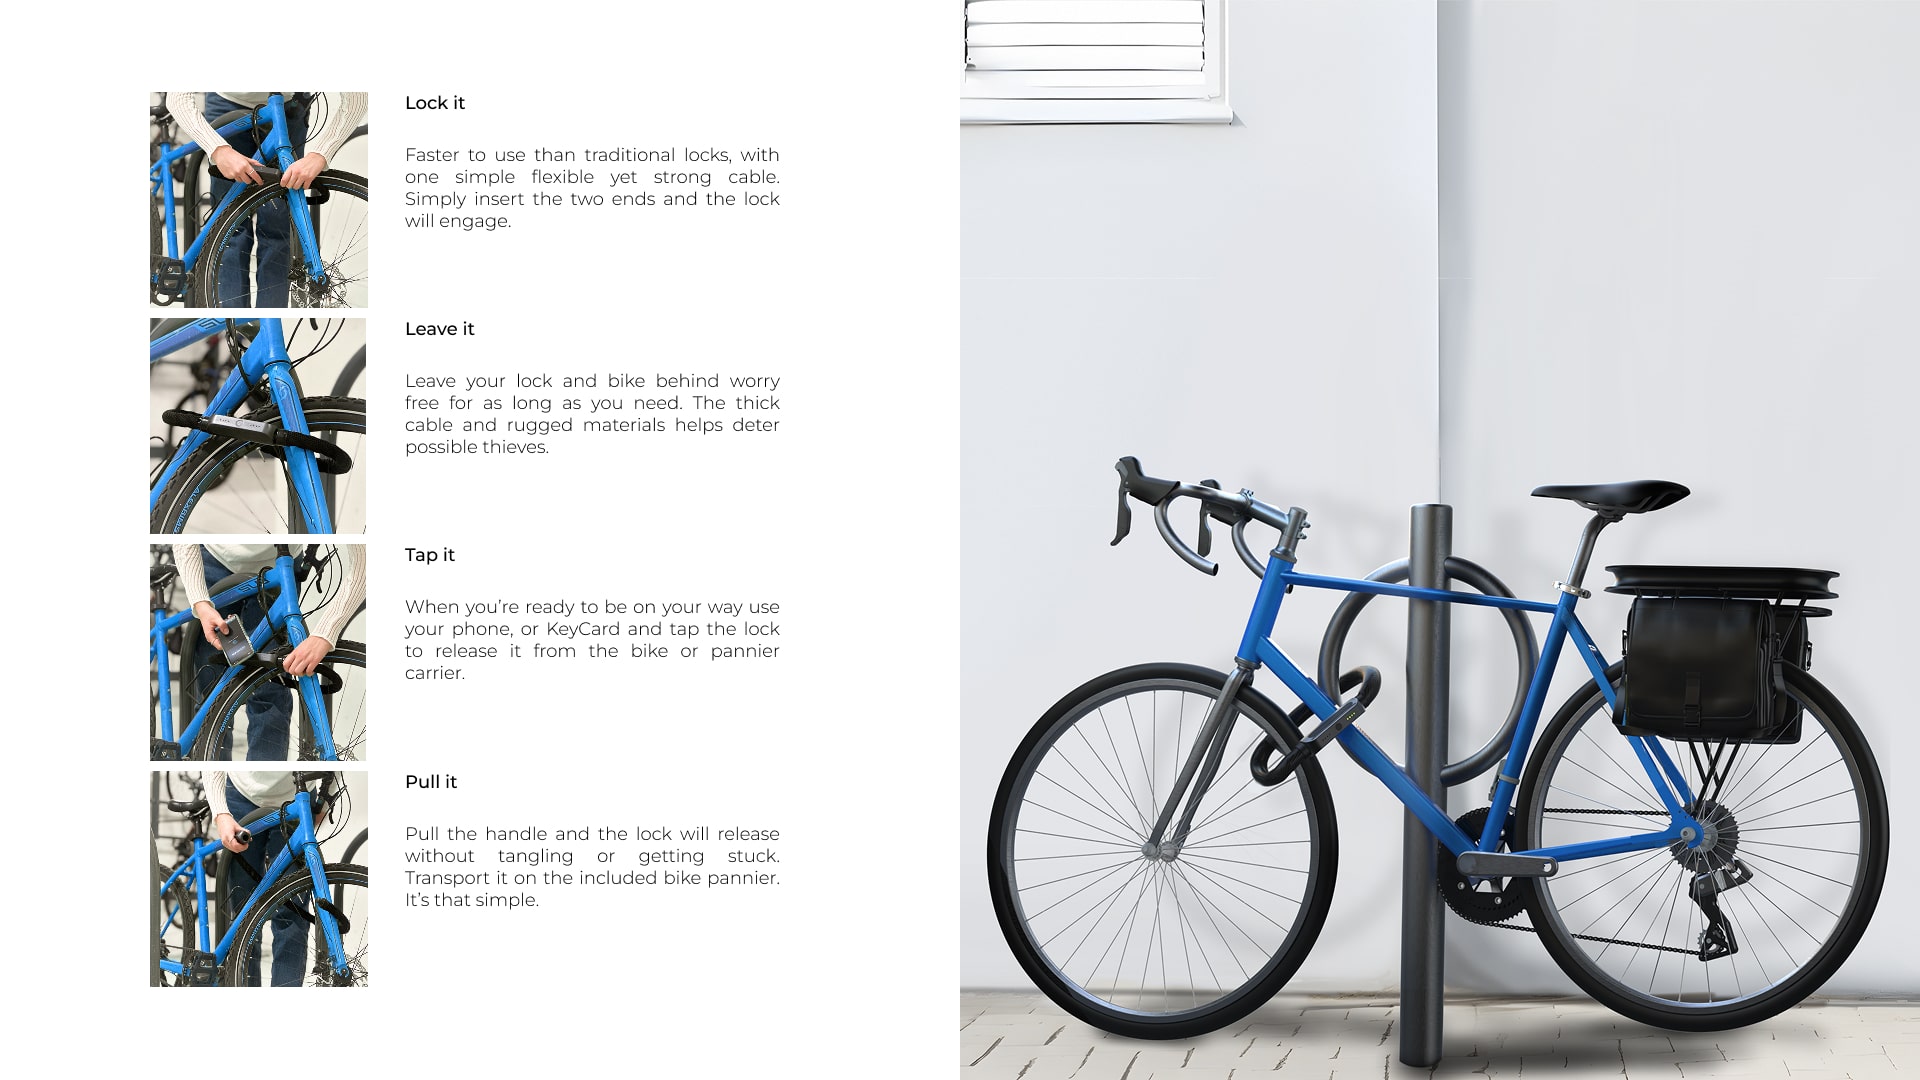 Lock it
Faster to use than traditional locks, with
one simple flexible yet strong cable.
Simply insert the two ends and the lock
will engage.
Leave it
Leave your lock and bike behind worry
free for as long as you need. The thick
cable and rugged materials helps deter
possible thieves.
Tap it
When you’re ready to be on your way use
your phone, or KeyCard and tap the lock
to release it from the bike or pannier
carrier.
Pull it
Pull the handle and the lock will release
without tangling or getting stuck.
Transport it on the included bike pannier.
It’s that simple.